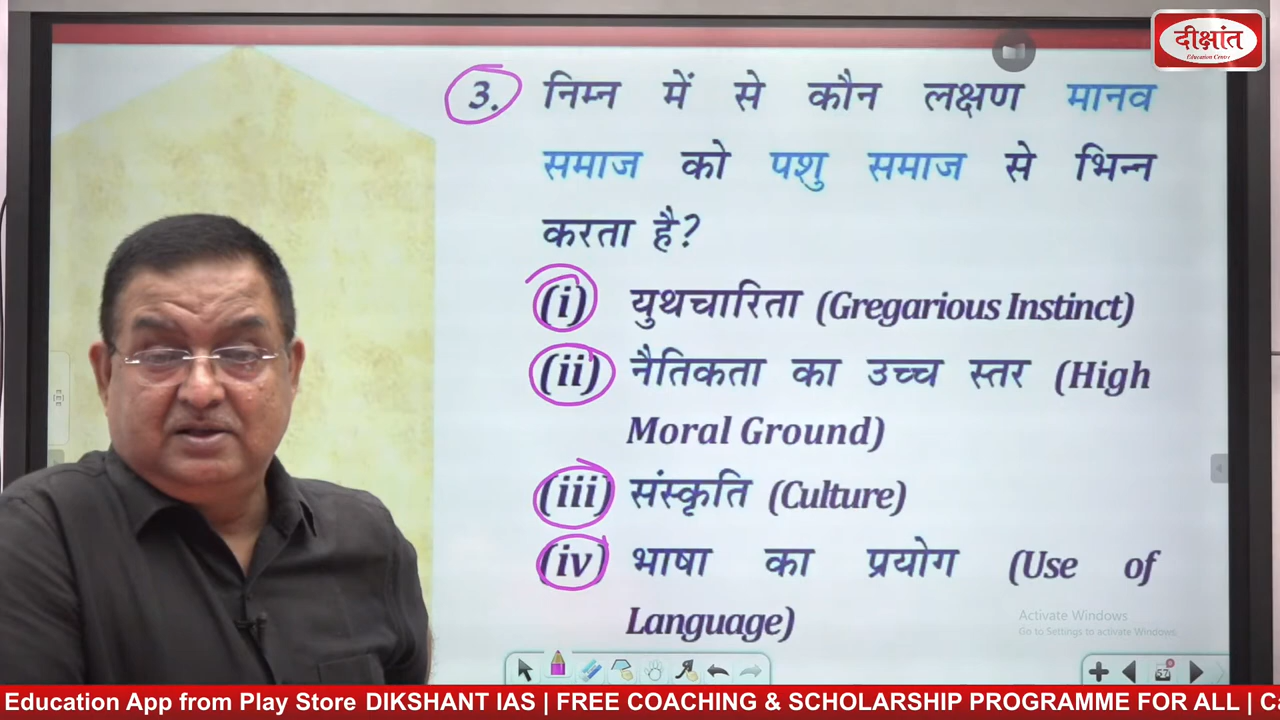 दीक्षांत
Education Centre
3. निम्न में से कौन लक्षण मानव
समाज को पशु समाज से भिन्न
करता है?
(i) युथचारिता (Gregarious Instinct)
(ii) नैतिकता का उच्च स्तर (High
Moral Ground)
(iii) संस्कृति (Culture)
(iv) भाषा का प्रयोग (Use of
Language)
Activate Windows
Go to Settings to activate Windows.
Education App from Play Store DIKSHANT IAS | FREE COACHING & SCHOLARSHIP PROGRAMME FOR ALL |